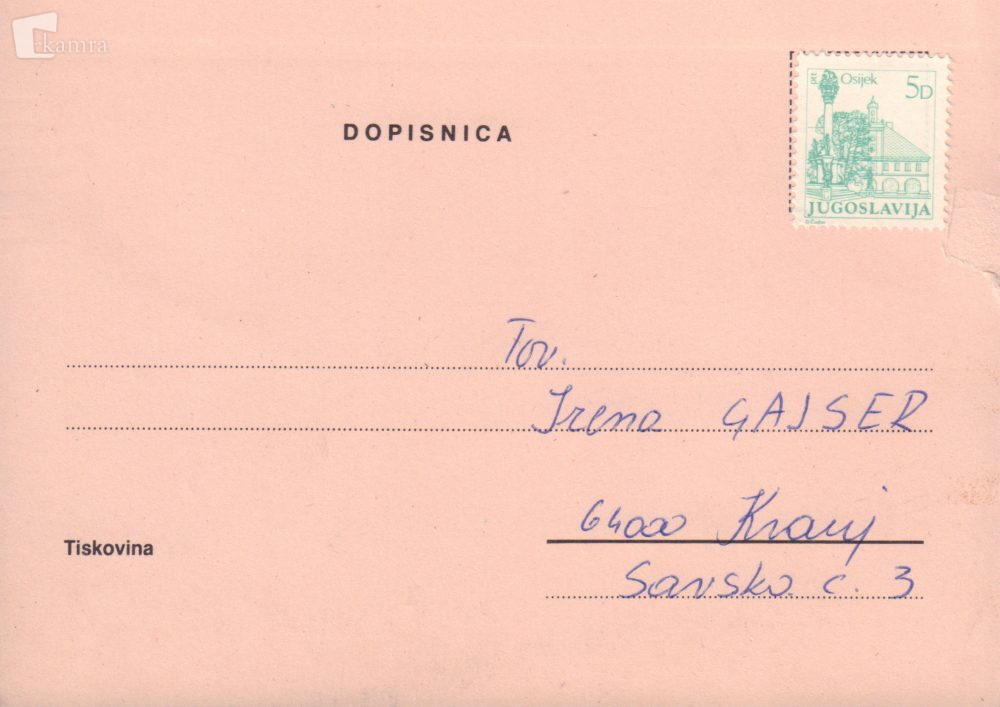 kamra
DOPISNICA
Osijek 5D
JUGOSLAVIJA
Tov.
Irena GAJSER
64000 Kranj
Tiskovina
Savska c. 3